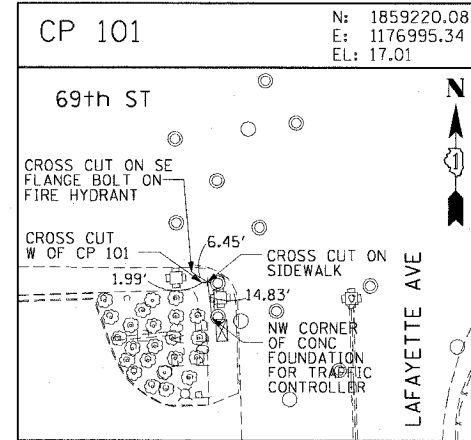 CP 101
N: 1859220.08
E: 1176995.34
EL: 17.01
69th ST
N
CROSS CUT ON SE
FLANGE BOLT ON
FIRE HYDRANT
CROSS CUT
W OF CP 101
6.45'
1.99'
CROSS CUT ON
SIDEWALK
14.83'
NW CORNER
OF CONC
FOUNDATION
FOR TRAFFIC
CONTROLLER
LAFAYETTE AVE